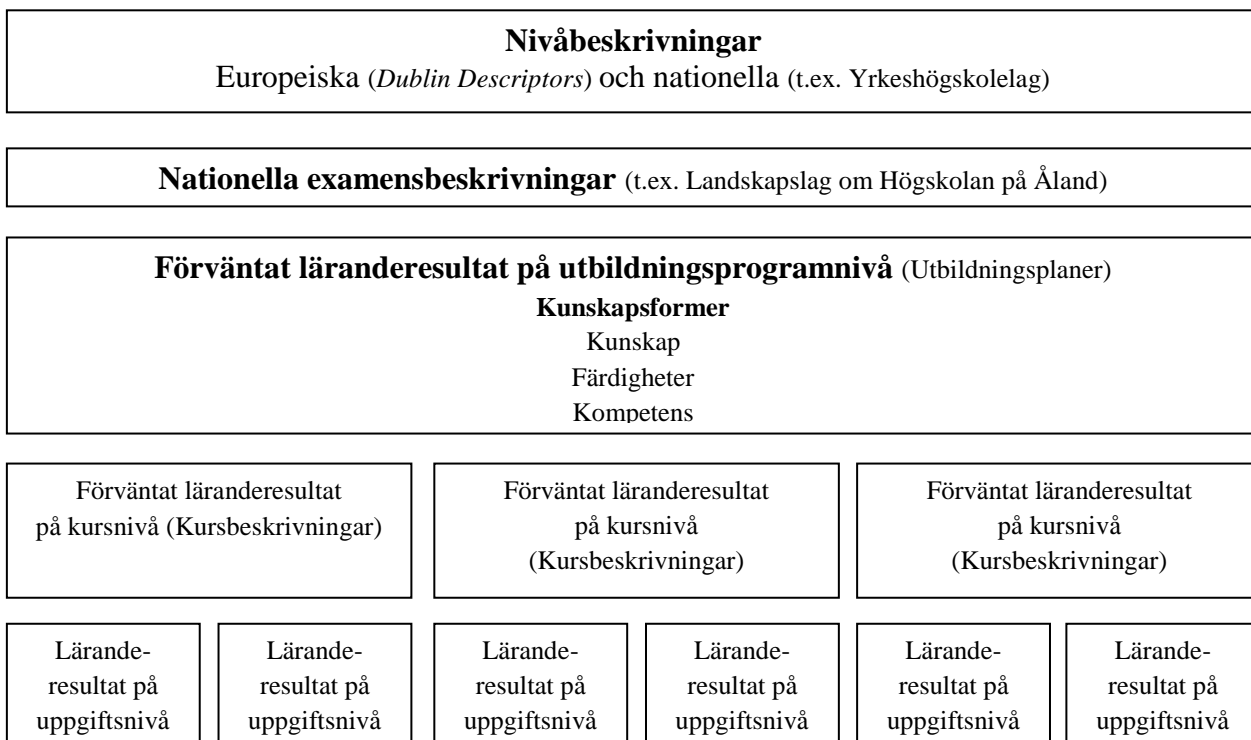 Nivåbeskrivningar
Europeiska (Dublin Descriptors) och nationella (t.ex. Yrkeshögskolelag)
Nationella examensbeskrivningar (t.ex. Landskapslag om Högskolan på Åland)
Förväntat läranderesultat på utbildningsprogramnivå (Utbildningsplaner)
Kunskapsformer
Kunskap
Färdigheter
Kompetens
Förväntat läranderesultat
på kursnivå (Kursbeskrivningar)
Förväntat läranderesultat
på kursnivå
(Kursbeskrivningar)
Förväntat läranderesultat
på kursnivå
(Kursbeskrivningar)
Lärande-
resultat på
uppgiftsnivå
Lärande-
resultat på
uppgiftsnivå
Lärande-
resultat på
uppgiftsnivå
Lärande-
resultat på
uppgiftsnivå
Lärande-
resultat på
uppgiftsnivå
Lärande-
resultat på
uppgiftsnivå